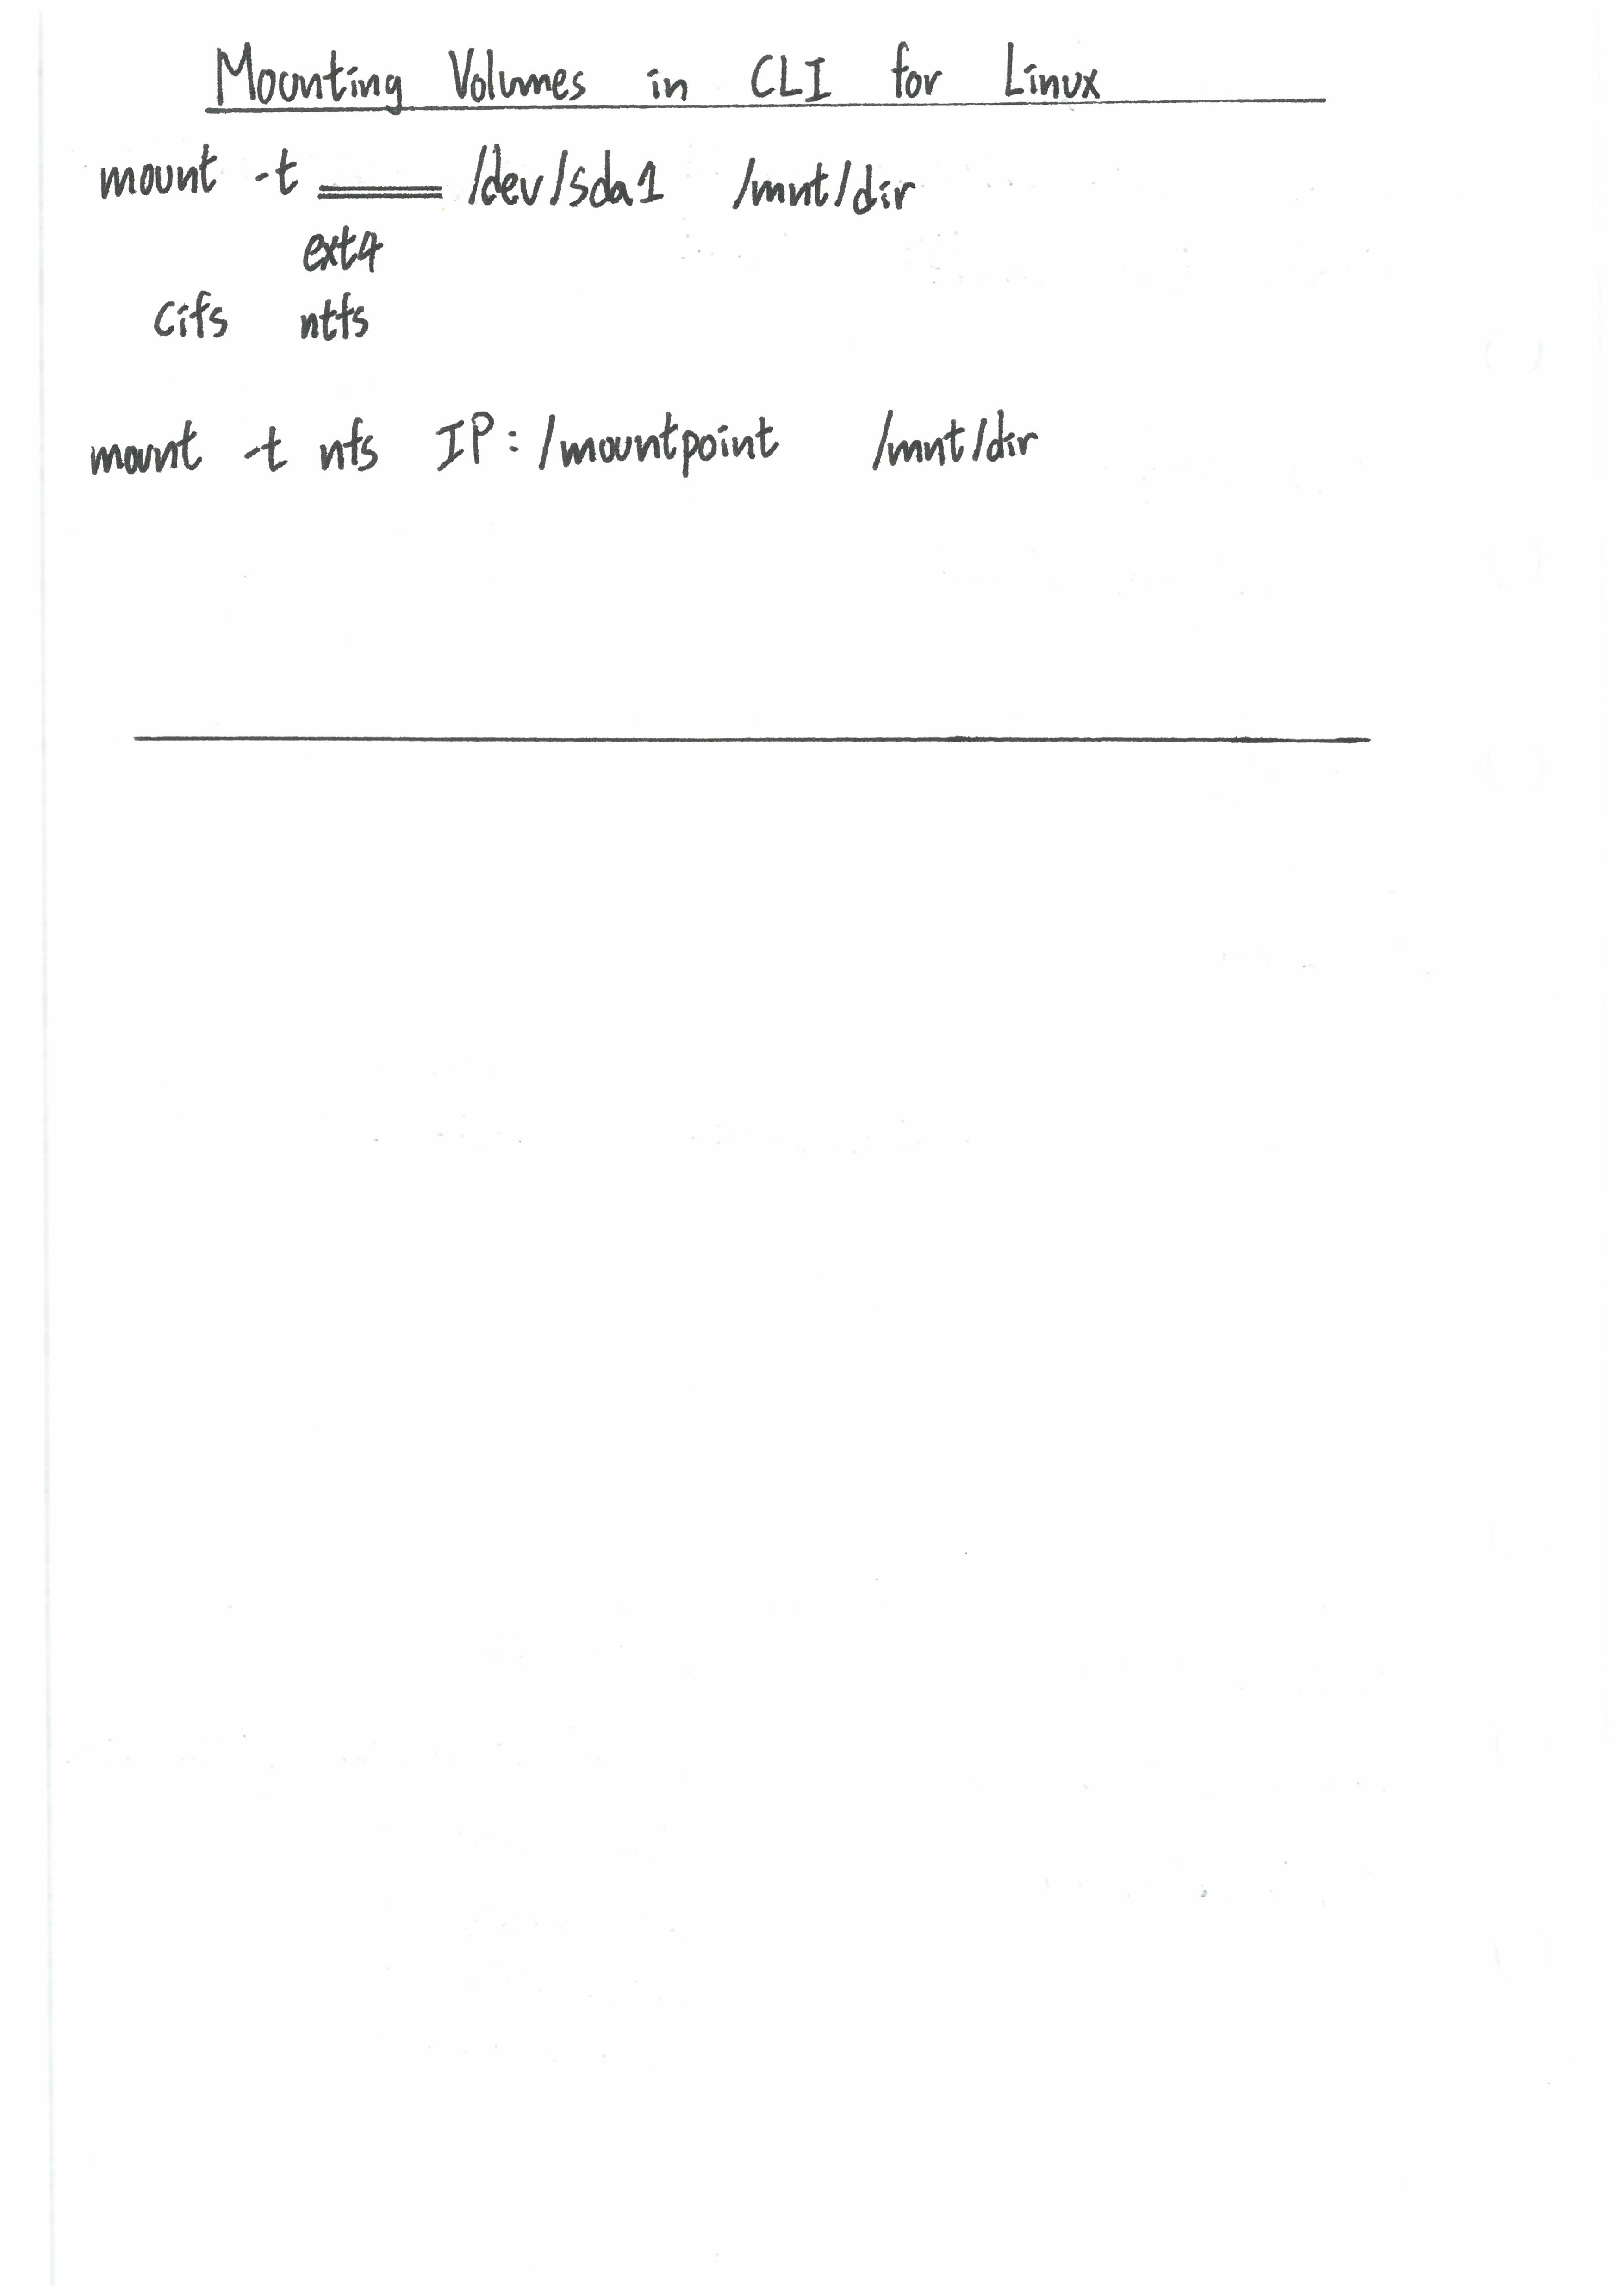 Mounting Volumes in CLI for Linux
mount -t ____ /dev/sda1 /mnt/dir
ext4
cifs ntfs
mount -t nfs IP:/mountpoint /mnt/dir